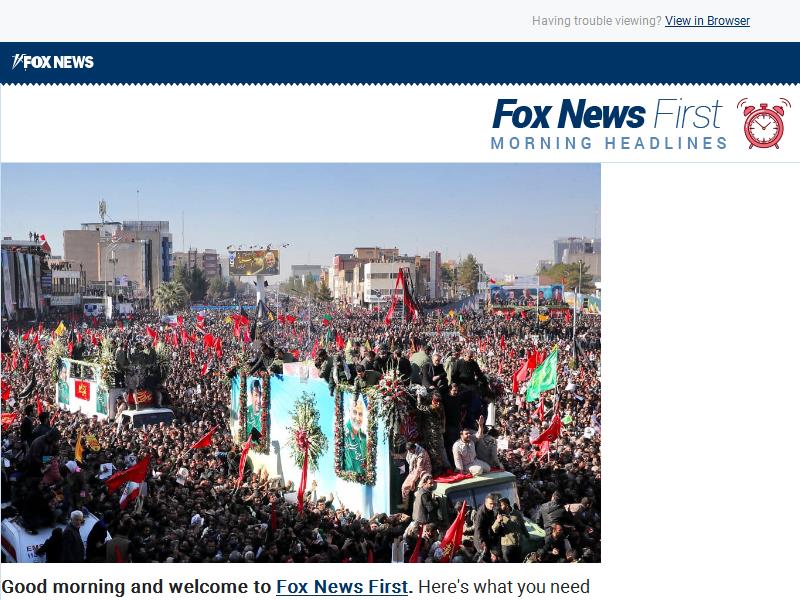 Having trouble viewing? View in Browser
FOX NEWS
Fox News First
MORNING HEADLINES
Good morning and welcome to Fox News First. Here's what you need